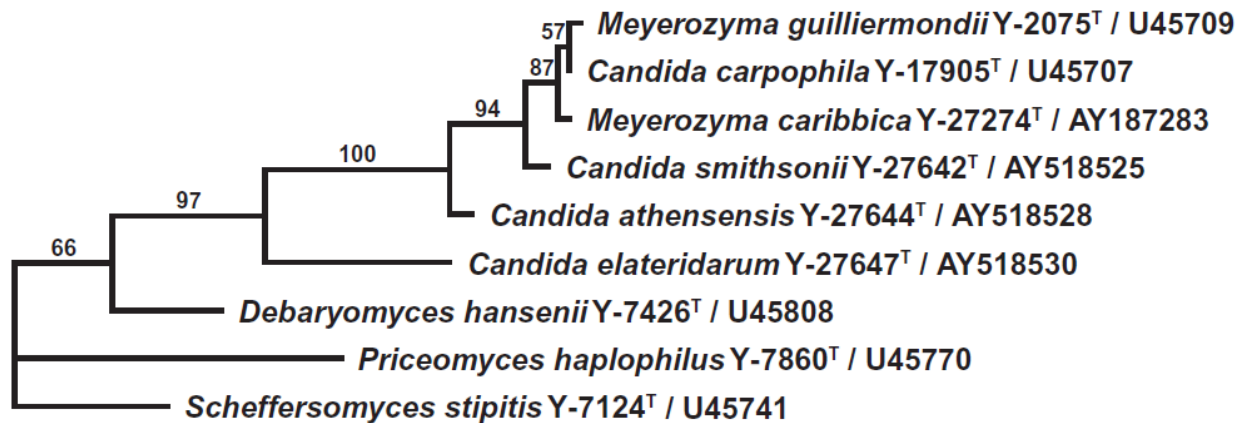 57 Meyerozyma guilliermondii Y-2075ᵀ / U45709
87 Candida carpophila Y-17905ᵀ / U45707
94 Meyerozyma caribbica Y-27274ᵀ / AY187283
100 Candida smithsonii Y-27642ᵀ / AY518525
97 Candida athensensis Y-27644ᵀ / AY518528
66 Candida elateridarum Y-27647ᵀ / AY518530
Debaryomyces hansenii Y-7426ᵀ / U45808
Priceomyces haplophilus Y-7860ᵀ / U45770
Scheffersomyces stipitis Y-7124ᵀ / U45741